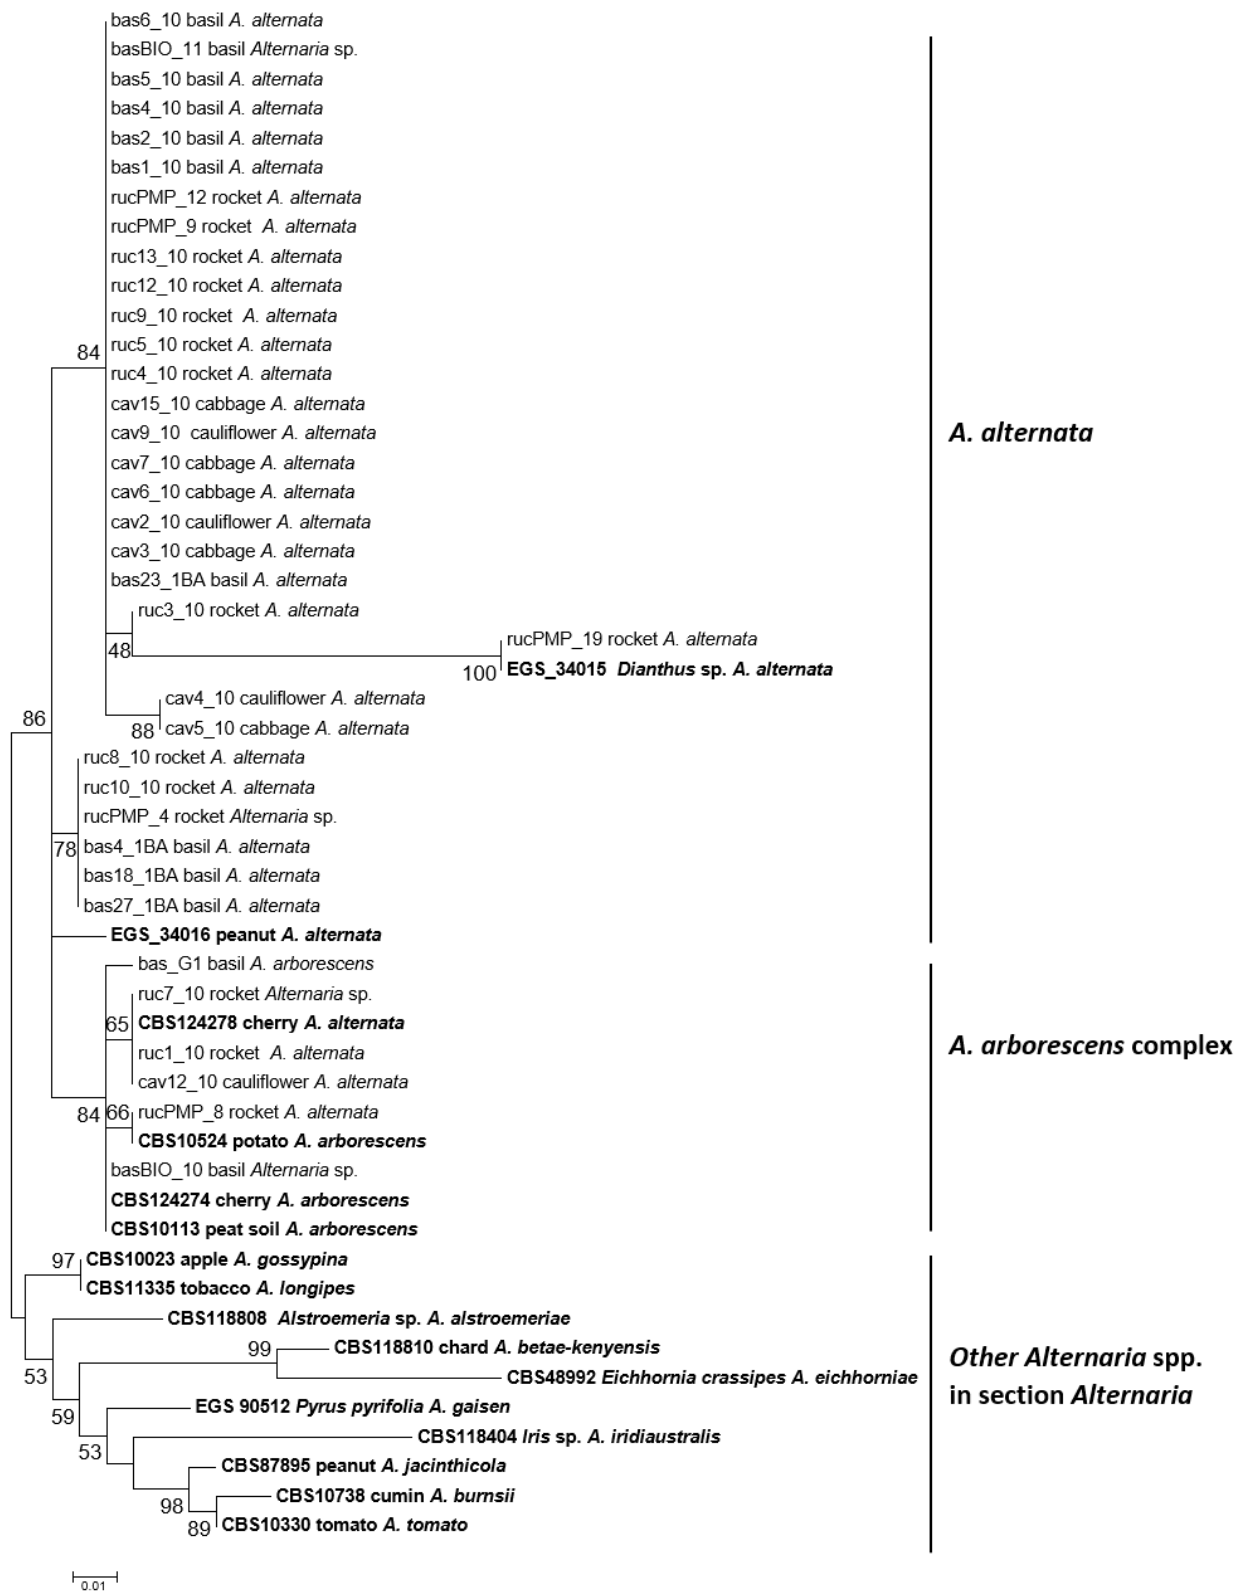 bas6_10 basil A. alternata
basBIO_11 basil Alternaria sp.
bas5_10 basil A. alternata
bas4_10 basil A. alternata
bas2_10 basil A. alternata
bas1_10 basil A. alternata
rucPMP_12 rocket A. alternata
rucPMP_9 rocket A. alternata
ruc13_10 rocket A. alternata
ruc12_10 rocket A. alternata
ruc9_10 rocket A. alternata
ruc5_10 rocket A. alternata
84
ruc4_10 rocket A. alternata
cav15_10 cabbage A. alternata
cav9_10 cauliflower A. alternata
A. alternata
cav7_10 cabbage A. alternata
cav6_10 cabbage A. alternata
cav2_10 cauliflower A. alternata
cav3_10 cabbage A. alternata
bas23_1BA basil A. alternata
ruc3_10 rocket A. alternata
rucPMP_19 rocket A. alternata
48
100
EGS_34015 Dianthus sp. A. alternata
cav4_10 cauliflower A. alternata
86
88
cav5_10 cabbage A. alternata
ruc8_10 rocket A. alternata
ruc10_10 rocket A. alternata
rucPMP_4 rocket Alternaria sp.
78
bas4_1BA basil A. alternata
bas18_1BA basil A. alternata
bas27_1BA basil A. alternata
EGS_34016 peanut A. alternata
bas_G1 basil A. arborescens
ruc7_10 rocket Alternaria sp.
65
CBS124278 cherry A. alternata
A. arborescens complex
ruc1_10 rocket A. alternata
cav12_10 cauliflower A. alternata
84
66
rucPMP_8 rocket A. alternata
CBS10524 potato A. arborescens
basBIO_10 basil Alternaria sp.
CBS124274 cherry A. arborescens
CBS10113 peat soil A. arborescens
97
CBS10023 apple A. gossypina
CBS11335 tobacco A. longipes
CBS118808 Alstroemeria sp. A. alstroemeriae
99
CBS118810 chard A. betae-kenyensis
Other Alternaria spp.
in section Alternaria
53
CBS48992 Eichhornia crassipes A. eichhorniae
59
EGS 90512 Pyrus pyrifolia A. gaisen
53
CBS118404 Iris sp. A. iridiaustralis
CBS87895 peanut A. jacinthicola
98
CBS10738 cumin A. burnsii
89
CBS10330 tomato A. tomato
0.01